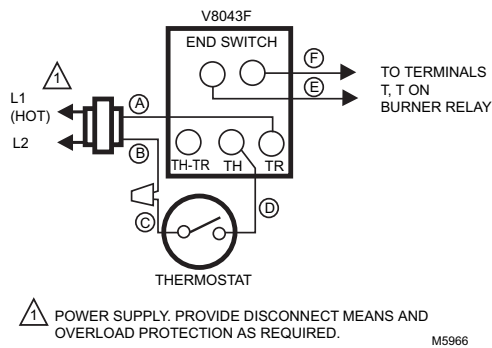 V8043F
END SWITCH
F
TO TERMINALS
T, T ON
BURNER RELAY
E
1
L1
(HOT)
A
L2
B
TH-TR
TH
TR
C
D
THERMOSTAT
1 POWER SUPPLY. PROVIDE DISCONNECT MEANS AND
OVERLOAD PROTECTION AS REQUIRED.
M5966